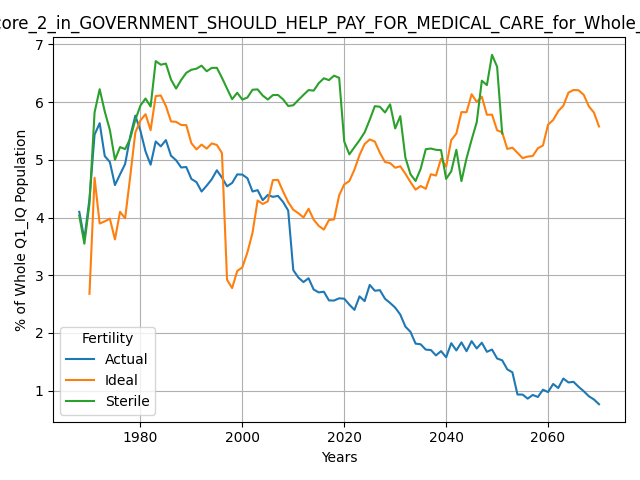 core_2_in_GOVERNMENT_SHOULD_HELP_PAY_FOR_MEDICAL_CARE_for_Whole_
% of Whole Q1_IQ Population
7
6
5
4
3
2
1
Fertility
Actual
Ideal
Sterile
1980
2000
2020
2040
2060
Years